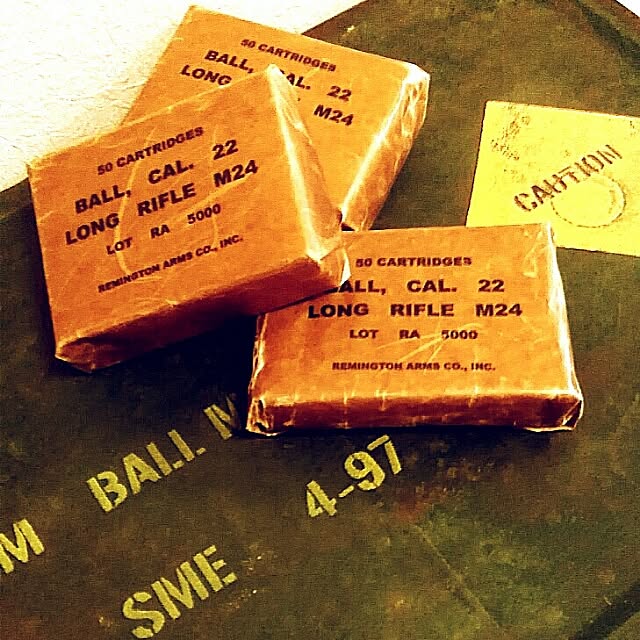 50 CARTRIDGES
BALL, CAL. 22
LONG M24
50 CARTRIDGES
BALL, CAL. 22
LONG RIFLE M24
LOT RA 5000
REMINGTON ARMS CO., INC.
50 CARTRIDGES
BALL, CAL. 22
LONG RIFLE M24
LOT RA 5000
REMINGTON ARMS CO., INC.
CAUTION
BALL M
4-97
M
SME